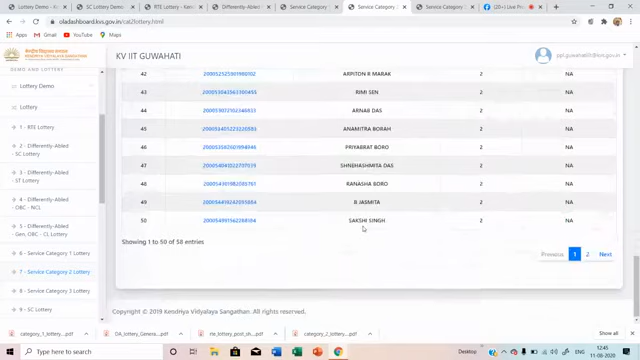 Lottery Demo - K
SC Lottery Demo
RTE Lottery - K
Differently-Abled
Service Category
Service Category
Service Category
(20+) Live Pro
oladashboard.kvs.gov.in/cat2lottery.html
Apps
Gmail
YouTube
Maps
KENDRIYA VIDYALAYA SANGATHAN
KV IIT GUWAHATI
Lottery Demo
Lottery
1 - RTE Lottery
2 - Differently-Abled
SC Lottery
3 - Differently-Abled
ST Lottery
4 - Differently-Abled
OBC - NCL
5 - Differently-Abled
Gen, OBC - CL Lottery
6 - Service Category 1 Lottery
7 - Service Category 2 Lottery
8 - Service Category 3 Lottery
9 - SC Lottery
42 ARPITON R MARAK 2 NA
43 RIMI SEN 2 NA
44 ARNAB DAS 2 NA
45 ANAMITRA BORAH 2 NA
46 PRIYABRAT BORO 2 NA
47 SHNEHASHMITA DAS 2 NA
48 RANASHA BORO 2 NA
49 R JASMITA 2 NA
50 SAKSHI SINGH 2 NA
Showing 1 to 50 of 58 entries
Previous 1 2 Next
Copyright © 2019 Kendriya Vidyalaya Sangathan. All rights reserved.
category_1_lottery....pdf
DA_lottery_Genera....pdf
rte_lottery_post_sh....pdf
category_2_lottery....pdf
Show all
Type here to search
Desktop
12:45
11-08-2020